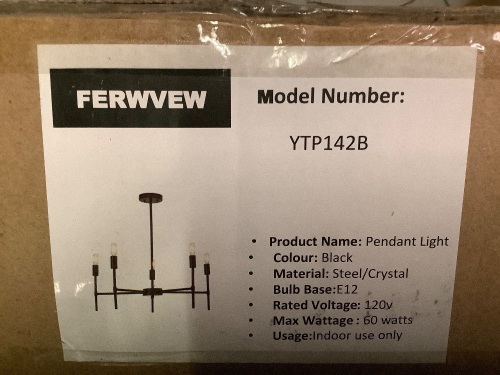 FERWVEW
Model Number:
YTP142B
• Product Name: Pendant Light
• Colour: Black
• Material: Steel/Crystal
• Bulb Base:E12
• Rated Voltage: 120v
• Max Wattage : 60 watts
• Usage:Indoor use only